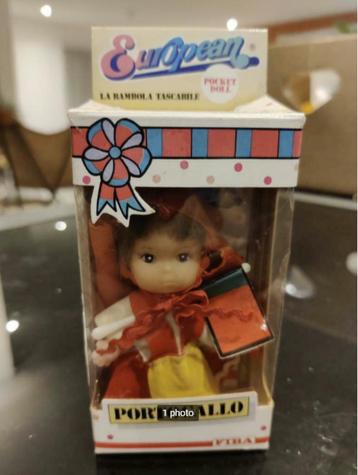 European
POCKET
DOLL
LA BAMBOLA TASCABILE
1 photo
FIBA